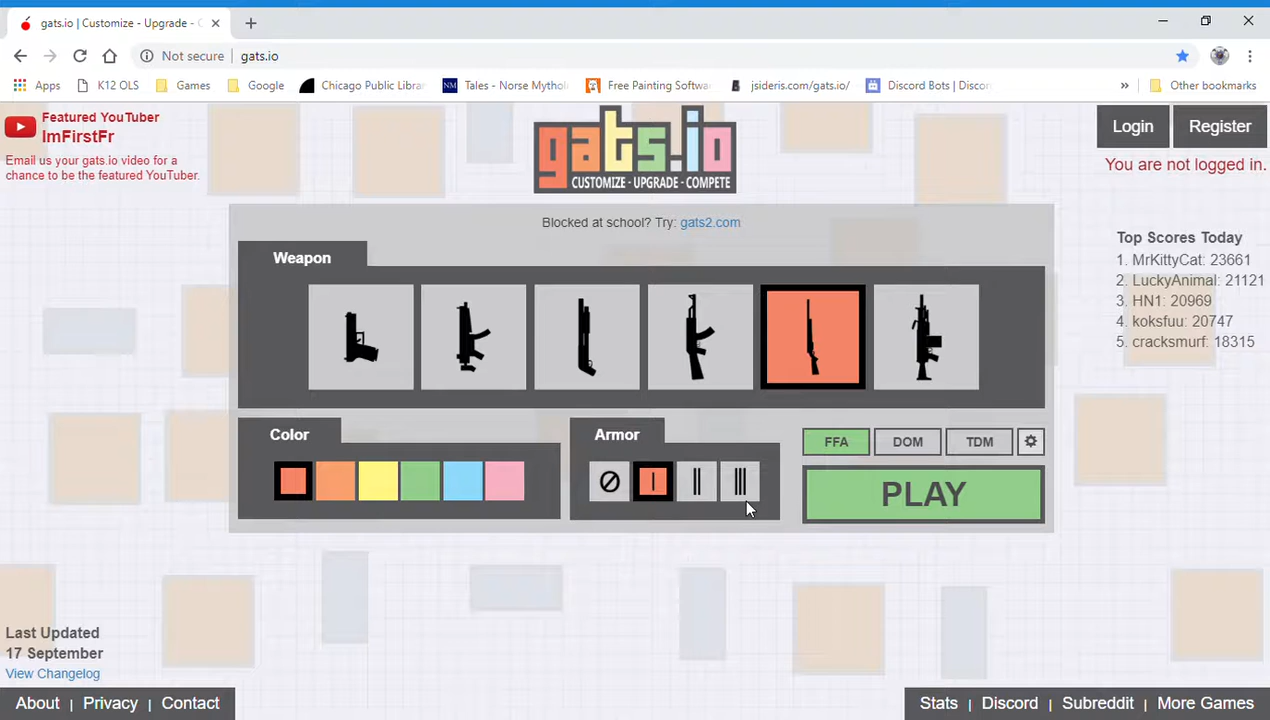 gats.io | Customize - Upgrade - C
Not secure | gats.io
Apps
K12 OLS
Games
Google
Chicago Public Librar
Tales - Norse Mythol
Free Painting Softwa
jsideris.com/gats.io/
Discord Bots | Discor
»
Other bookmarks
Featured YouTuber
ImFirstFr
Email us your gats.io video for a
chance to be the featured YouTuber.
gats.io
CUSTOMIZE - UPGRADE - COMPETE
Login
Register
You are not logged in.
Blocked at school? Try: gats2.com
Weapon
Top Scores Today
1. MrKittyCat: 23661
2. LuckyAnimal: 21121
3. HN1: 20969
4. koksfuu: 20747
5. cracksmurf: 18315
Color
Armor
FFA
DOM
TDM
PLAY
Last Updated
17 September
View Changelog
About | Privacy | Contact
Stats | Discord | Subreddit | More Games